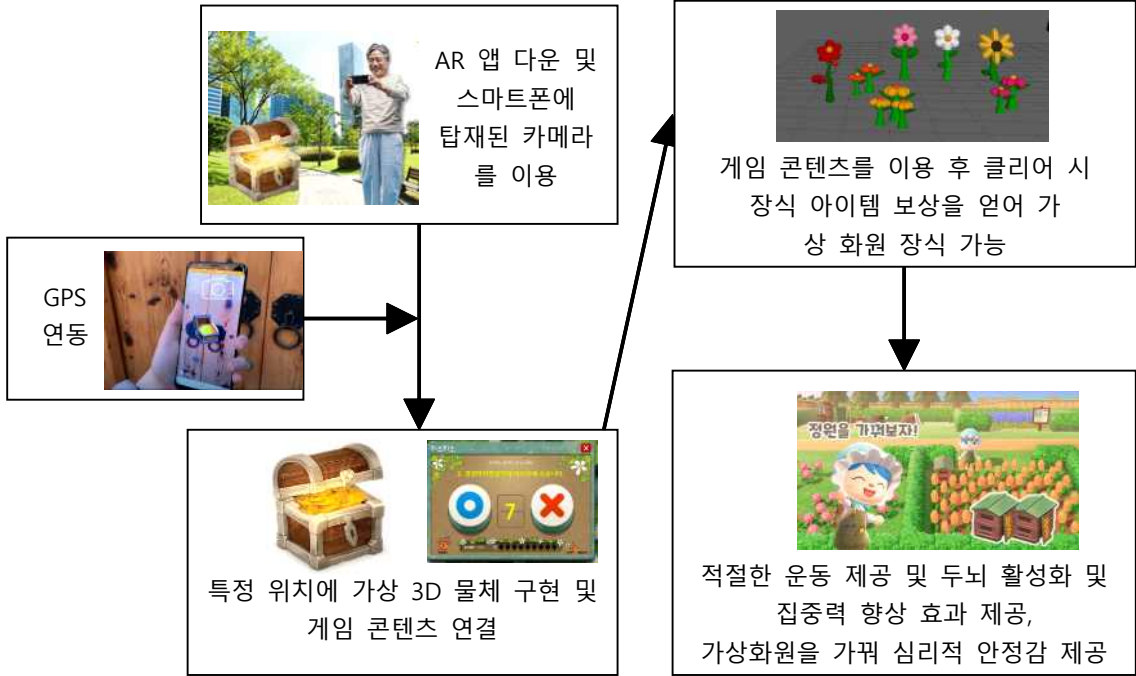 AR 앱 다운 및
스마트폰에
탑재된 카메라
를 이용
GPS
연동
특정 위치에 가상 3D 물체 구현 및
게임 콘텐츠 연결
7
게임 콘텐츠를 이용 후 클리어 시
장식 아이템 보상을 얻어 가
상 화원 장식 가능
정원을 가꿔보자!
적절한 운동 제공 및 두뇌 활성화 및
집중력 향상 효과 제공,
가상화원을 가꿔 심리적 안정감 제공